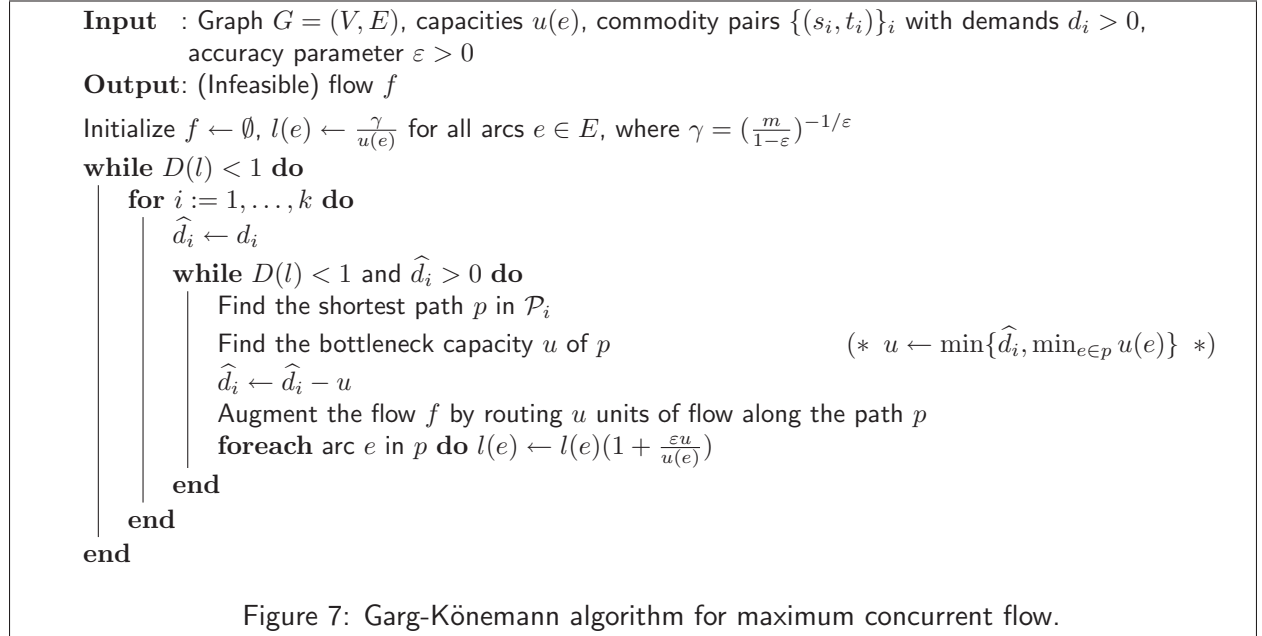 Input : Graph G = (V, E), capacities u(e), commodity pairs {(s_i, t_i)}_i with demands d_i > 0,
accuracy parameter ε > 0
Output: (Infeasible) flow f
Initialize f ← ∅, l(e) ← γ/u(e) for all arcs e ∈ E, where γ = (m/(1−ε))^{−1/ε}
while D(l) < 1 do
for i := 1, . . . , k do
d̂_i ← d_i
while D(l) < 1 and d̂_i > 0 do
Find the shortest path p in 𝒫_i
Find the bottleneck capacity u of p (∗ u ← min{d̂_i, min_{e∈p} u(e)} ∗)
d̂_i ← d̂_i − u
Augment the flow f by routing u units of flow along the path p
foreach arc e in p do l(e) ← l(e)(1 + εu/u(e))
end
end
end
Figure 7: Garg-Könemann algorithm for maximum concurrent flow.